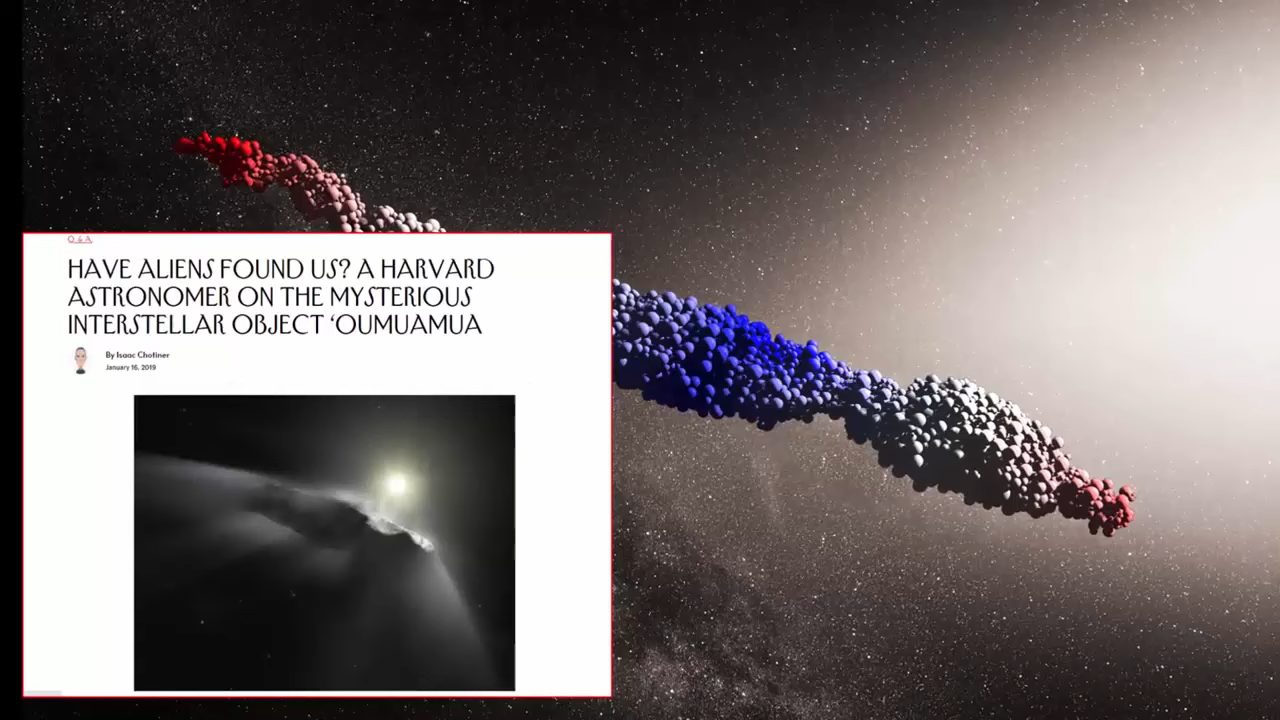 Q. & A.
HAVE ALIENS FOUND US? A HARVARD
ASTRONOMER ON THE MYSTERIOUS
INTERSTELLAR OBJECT ‘OUMUAMUA
By Isaac Chotiner
January 16, 2019